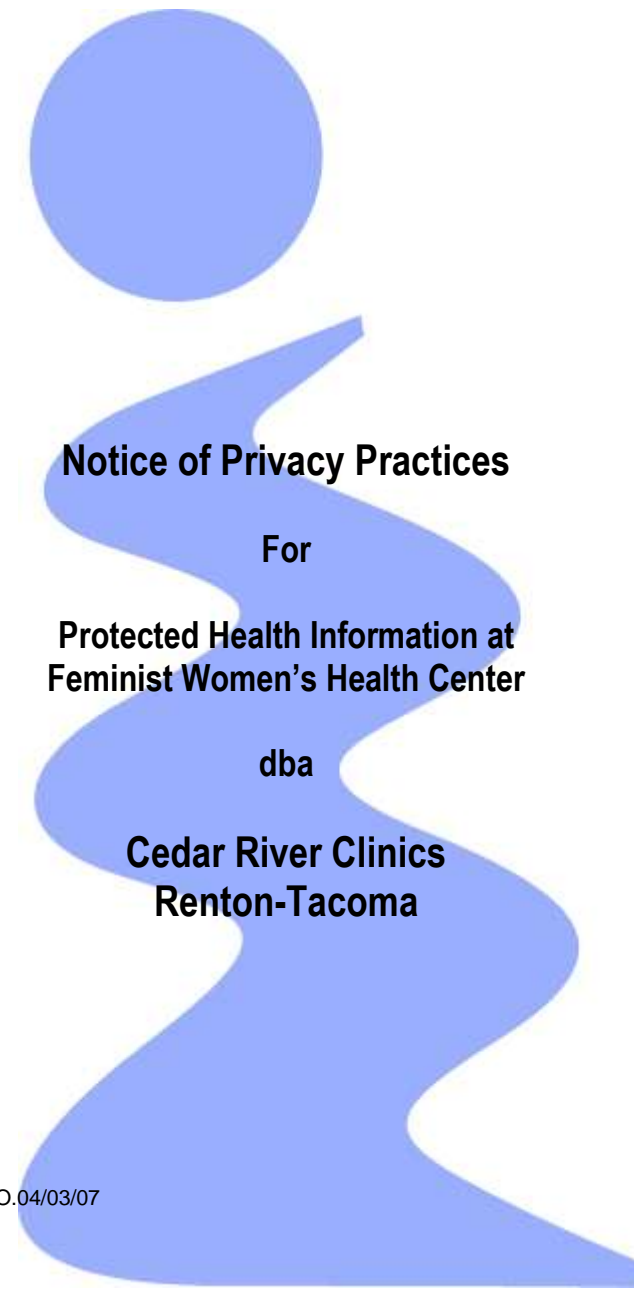 Notice of Privacy Practices
For
Protected Health Information at
Feminist Women's Health Center
dba
Cedar River Clinics
Renton-Tacoma
O.04/03/07